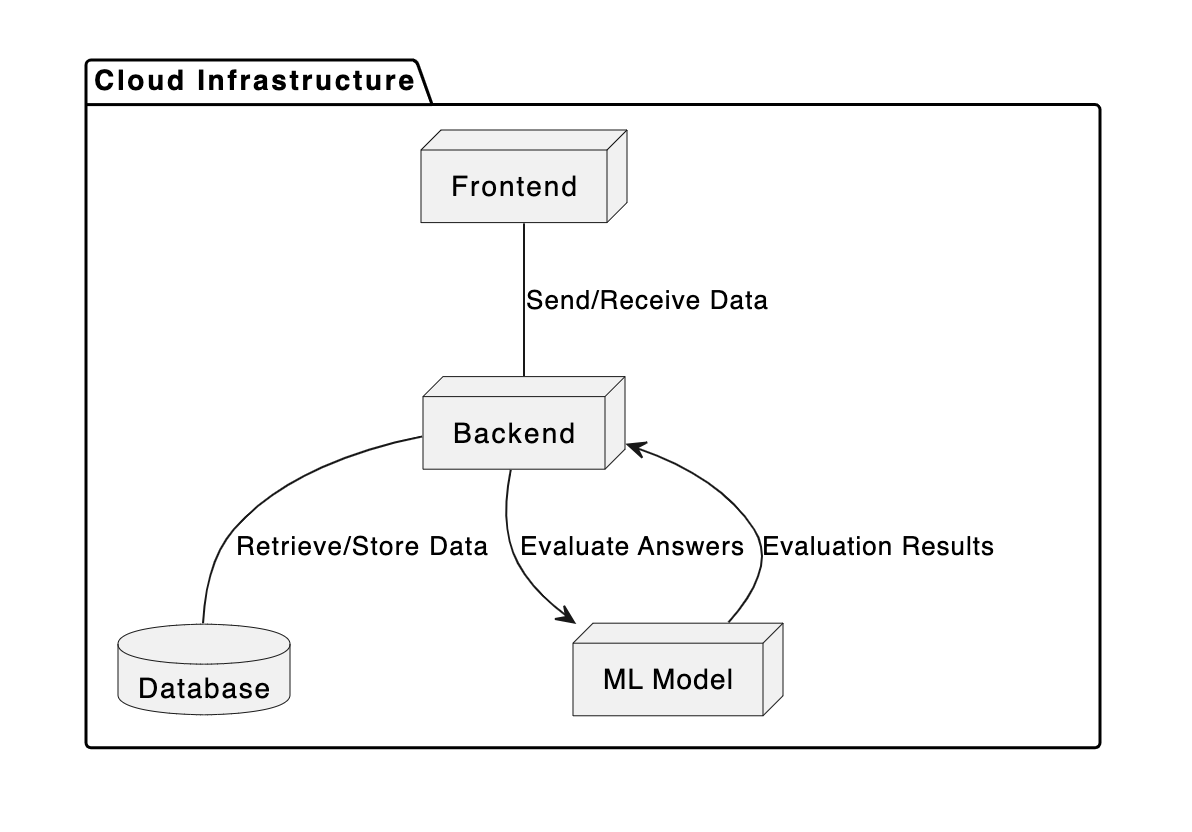 Cloud Infrastructure
Frontend
Send/Receive Data
Backend
Retrieve/Store Data
Evaluate Answers
Evaluation Results
Database
ML Model